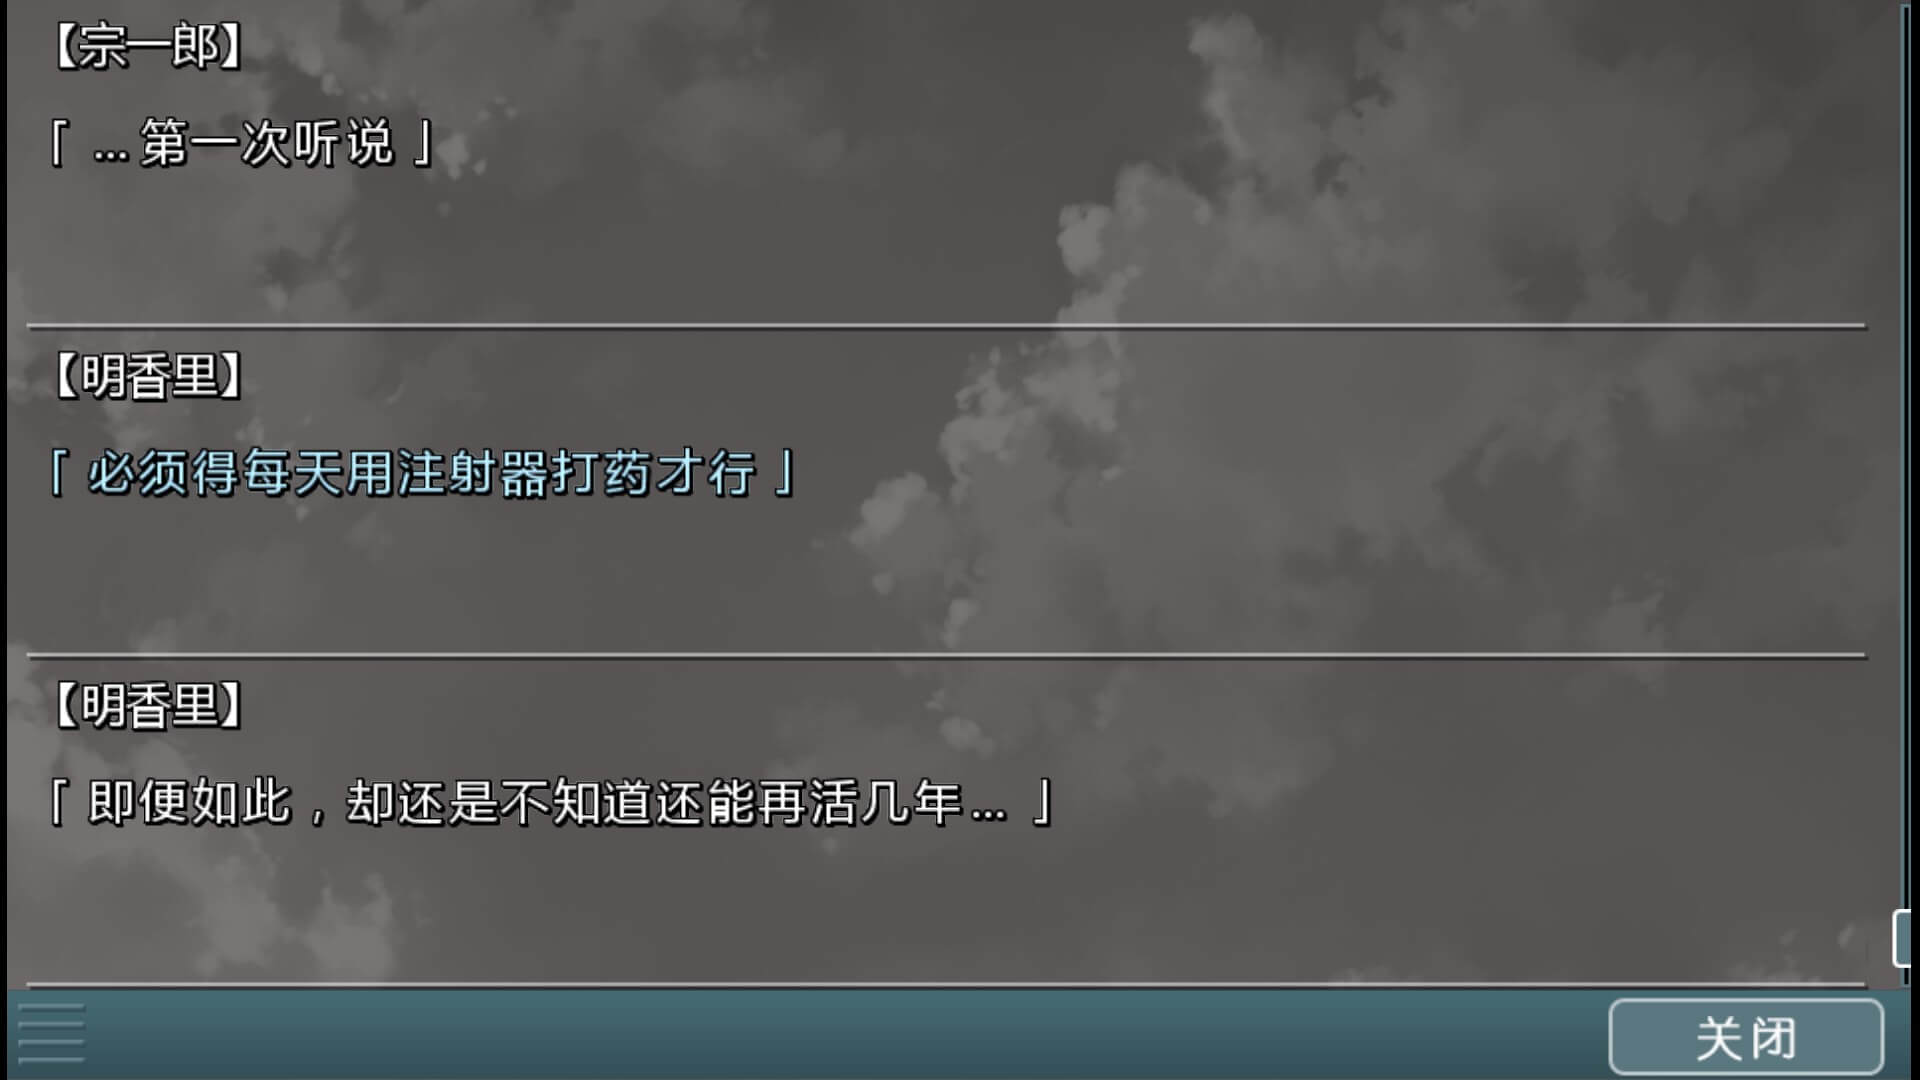 【宗一郎】
「 …第一次听说 」
【明香里】
「 必须得每天用注射器打药才行 」
【明香里】
「 即便如此，却还是不知道还能再活几年… 」
关闭